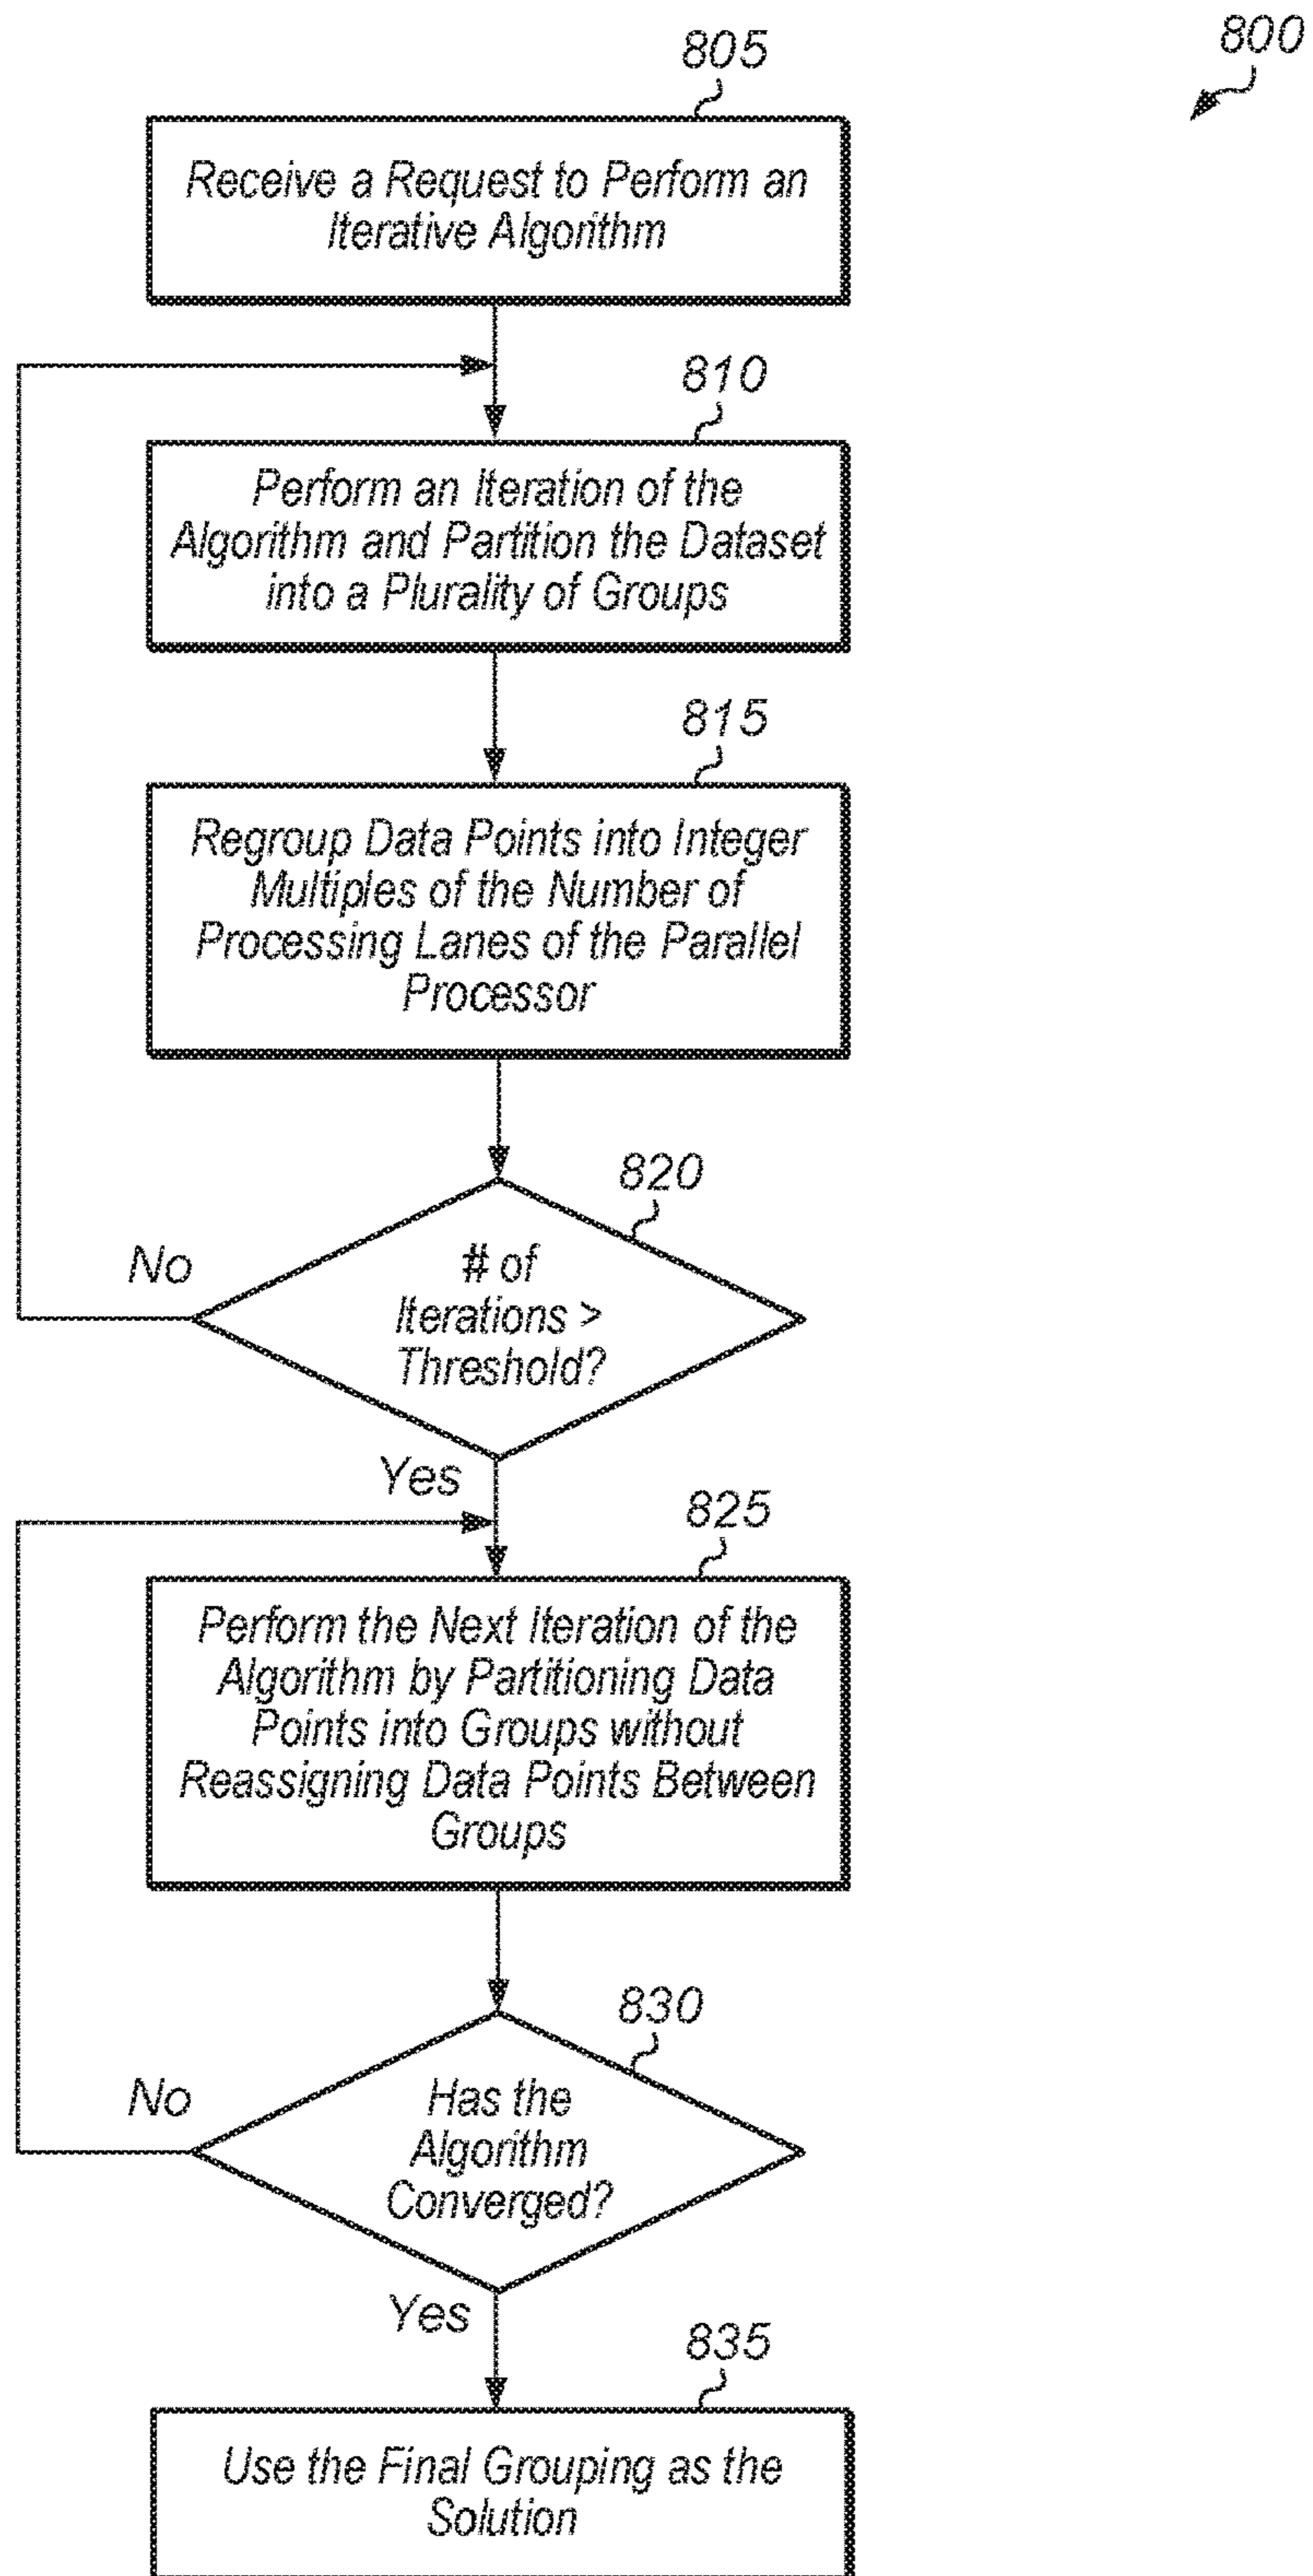 800
805
Receive a Request to Perform an
Iterative Algorithm
810
Perform an Iteration of the
Algorithm and Partition the Dataset
into a Plurality of Groups
815
Regroup Data Points into Integer
Multiples of the Number of
Processing Lanes of the Parallel
Processor
820
# of
Iterations >
Threshold?
No
Yes
825
Perform the Next Iteration of the
Algorithm by Partitioning Data
Points into Groups without
Reassigning Data Points Between
Groups
830
Has the
Algorithm
Converged?
No
Yes
835
Use the Final Grouping as the
Solution